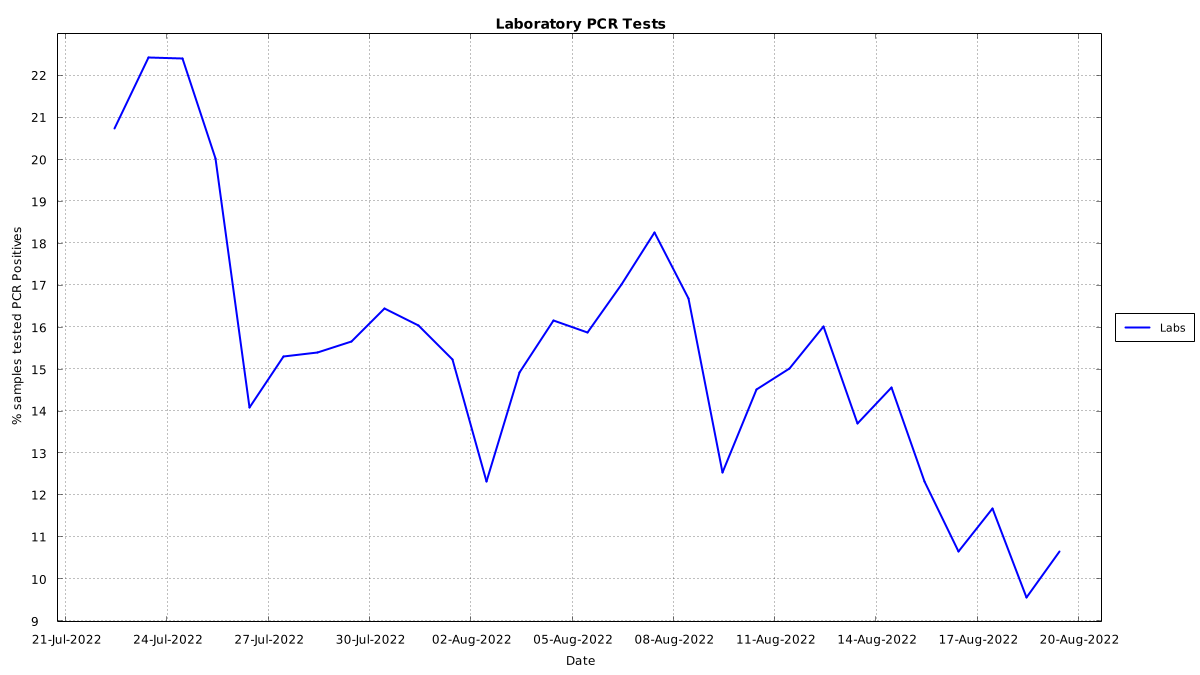 Laboratory PCR Tests
% samples tested PCR Positives
22
21
20
19
18
17
16
15
14
13
12
11
10
9
21-Jul-2022 24-Jul-2022 27-Jul-2022 30-Jul-2022 02-Aug-2022 05-Aug-2022 08-Aug-2022 11-Aug-2022 14-Aug-2022 17-Aug-2022 20-Aug-2022
Date
Labs